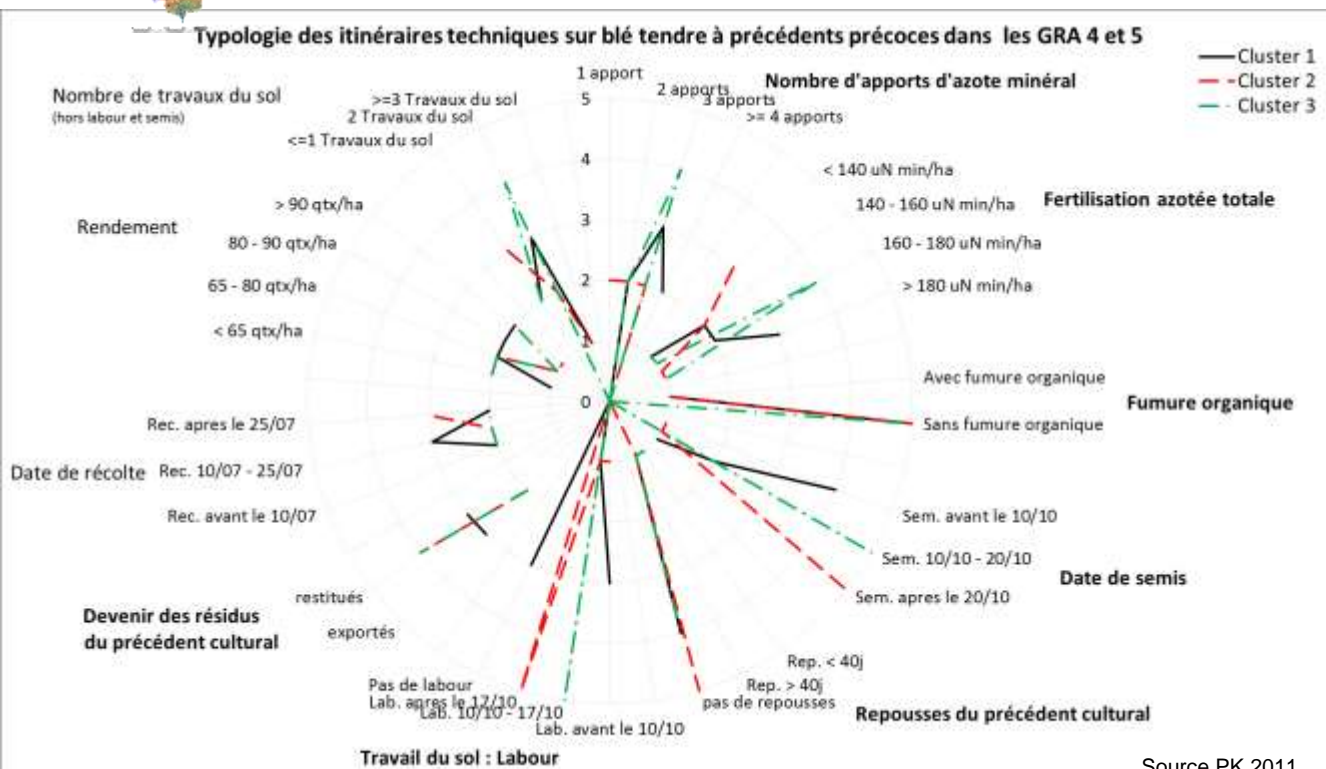 Typologie des itinéraires techniques sur blé tendre à précédents précoces dans les GRA 4 et 5
Cluster 1
Cluster 2
Cluster 3
1 apport
2 apports
3 apports
>= 4 apports
Nombre d'apports d'azote minéral
< 140 uN min/ha
140 - 160 uN min/ha
160 - 180 uN min/ha
> 180 uN min/ha
Fertilisation azotée totale
Avec fumure organique
Sans fumure organique
Fumure organique
Sem. avant le 10/10
Sem. 10/10 - 20/10
Sem. apres le 20/10
Date de semis
Rep. < 40j
Rep. > 40j
pas de repousses
Repousses du précédent cultural
Lab. avant le 10/10
Lab. 10/10 - 17/10
Lab. apres le 17/10
Pas de labour
Travail du sol : Labour
exportés
restitués
Devenir des résidus
du précédent cultural
Rec. avant le 10/07
Rec. 10/07 - 25/07
Rec. apres le 25/07
Date de récolte
< 65 qtx/ha
65 - 80 qtx/ha
80 - 90 qtx/ha
> 90 qtx/ha
Rendement
<=1 Travaux du sol
2 Travaux du sol
>=3 Travaux du sol
Nombre de travaux du sol
(hors labour et semis)
5
4
3
2
1
0
Source PK 2011